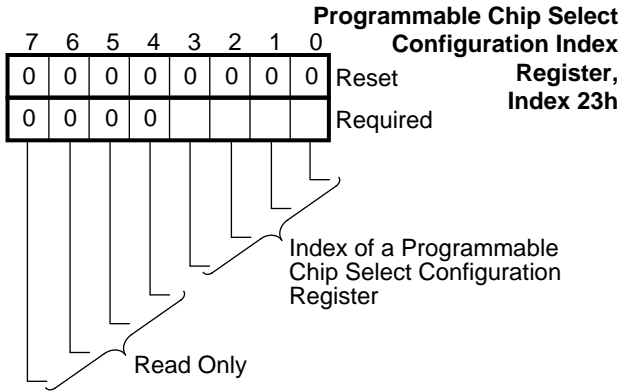 Programmable Chip Select
Configuration Index
Register,
Index 23h
7 6 5 4 3 2 1 0
0 0 0 0 0 0 0 0 Reset
0 0 0 0 Required
Index of a Programmable
Chip Select Configuration
Register
Read Only